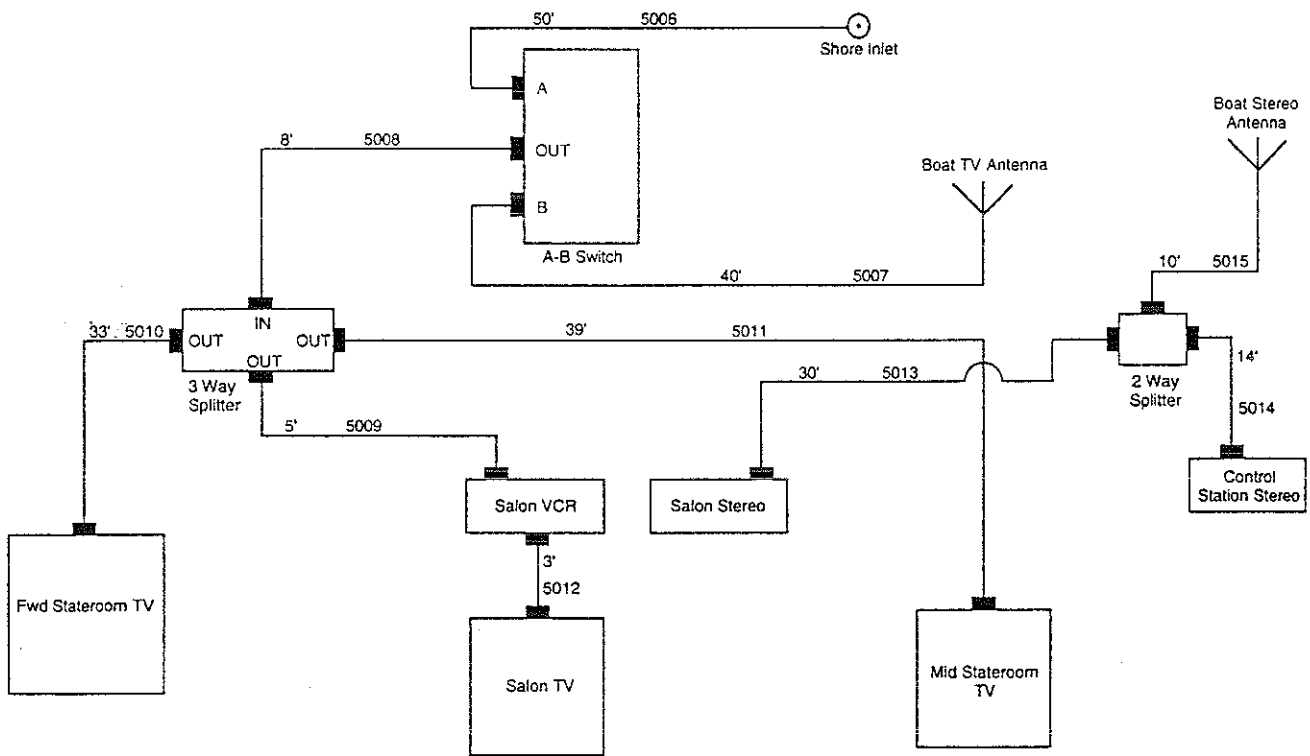 50' 5006
Shore Inlet
A
Boat Stereo
Antenna
8' 5008
OUT
Boat TV Antenna
B
A-B Switch
40' 5007
10' 5015
IN
33' 5010
OUT
OUT
OUT
39' 5011
3 Way
Splitter
30' 5013
2 Way
Splitter
14'
5014
5' 5009
Salon VCR
Salon Stereo
Control
Station Stereo
3'
5012
Fwd Stateroom TV
Salon TV
Mid Stateroom
TV